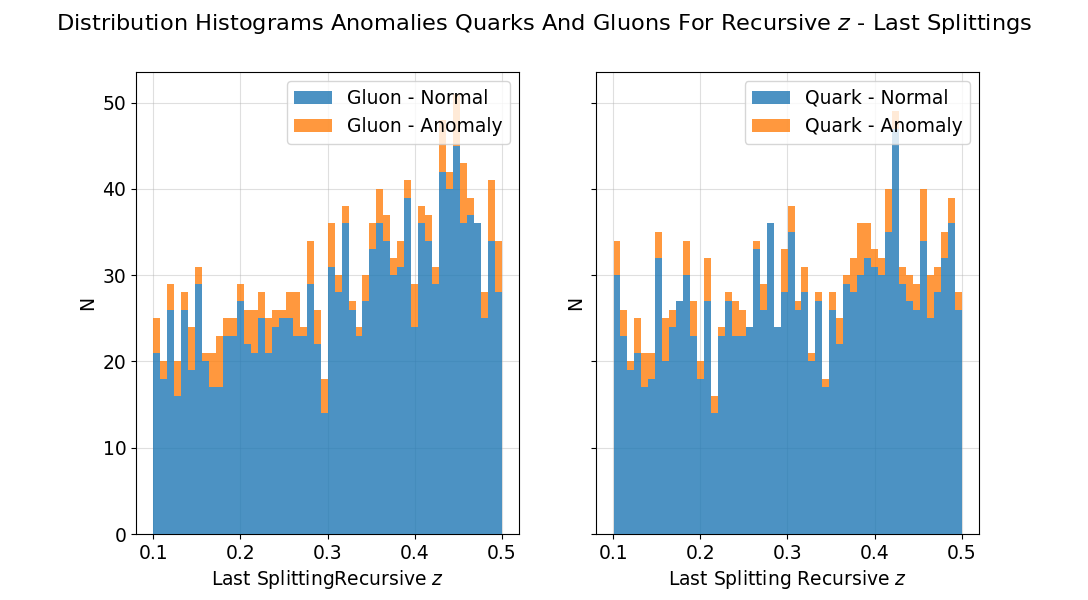 Distribution Histograms Anomalies Quarks And Gluons For Recursive z - Last Splittings
Gluon - Normal
Gluon - Anomaly
Quark - Normal
Quark - Anomaly
50
40
30
20
10
0
N
N
0.1 0.2 0.3 0.4 0.5
0.1 0.2 0.3 0.4 0.5
Last SplittingRecursive z
Last Splitting Recursive z